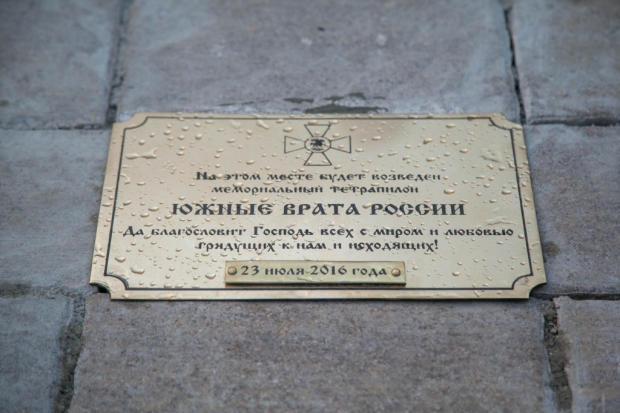 На этом месте будет возведен
мемориальный тетрапилон
ЮЖНЫЕ ВРАТА РОССИИ
Да благословит Господь всех с миром и любовью
грядущих к нам и исходящих!
23 июля 2016 года